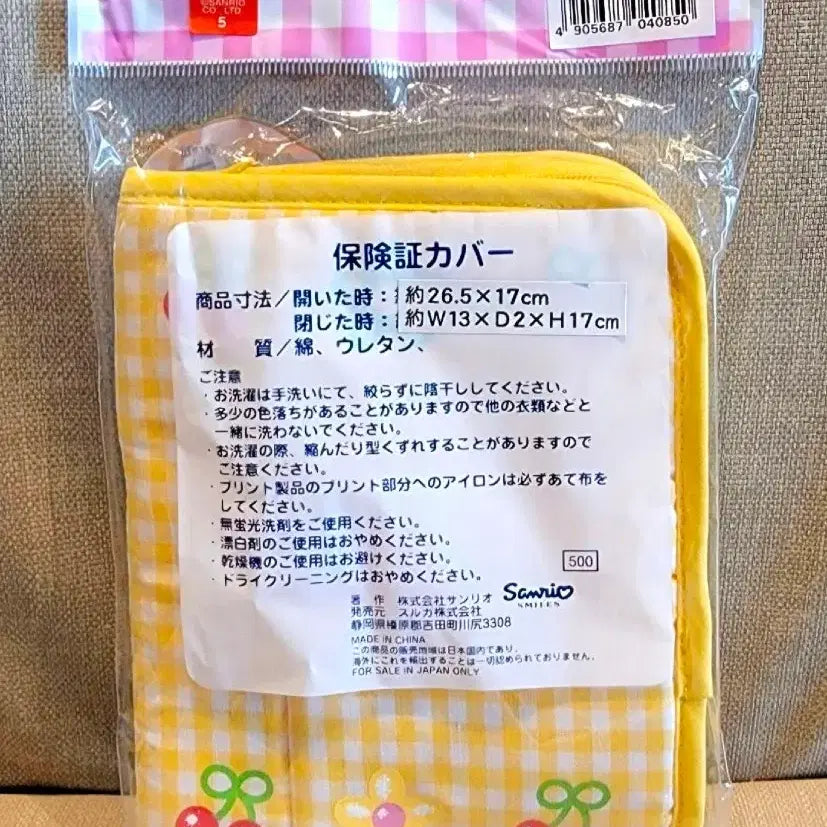 ©SANRIO
CO., LTD.
5
4 905687 040850
保険証カバー
商品寸法／開いた時：約26.5×17cm
閉じた時：約W13×D2×H17cm
材　質／綿、ウレタン、
ご注意
・お洗濯は手洗いにて、絞らずに陰干ししてください。
・多少の色落ちがあることがありますので他の衣類などと
一緒に洗わないでください。
・お洗濯の際、縮んだり型くずれすることがありますので
ご注意ください。
・プリント製品のプリント部分へのアイロンは必ずあて布を
してください。
・無蛍光洗剤をご使用ください。
・漂白剤のご使用はおやめください。
・乾燥機のご使用はお避けください。
・ドライクリーニングはおやめください。
500
著　作　株式会社サンリオ
Sanrio
SMILES
発売元　スルガ株式会社
静岡県榛原郡吉田町川尻3308
MADE IN CHINA
この商品の販売地域は日本国内であり、
海外にこれを輸出することは一切認められておりません。
FOR SALE IN JAPAN ONLY